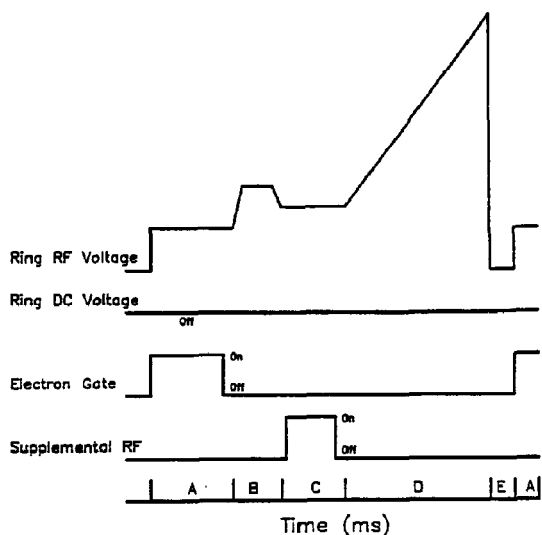 Ring RF Voltage
Ring DC Voltage
Off
On
Electron Gate
Off
On
Supplemental RF
Off
A B C D E A
Time (ms)